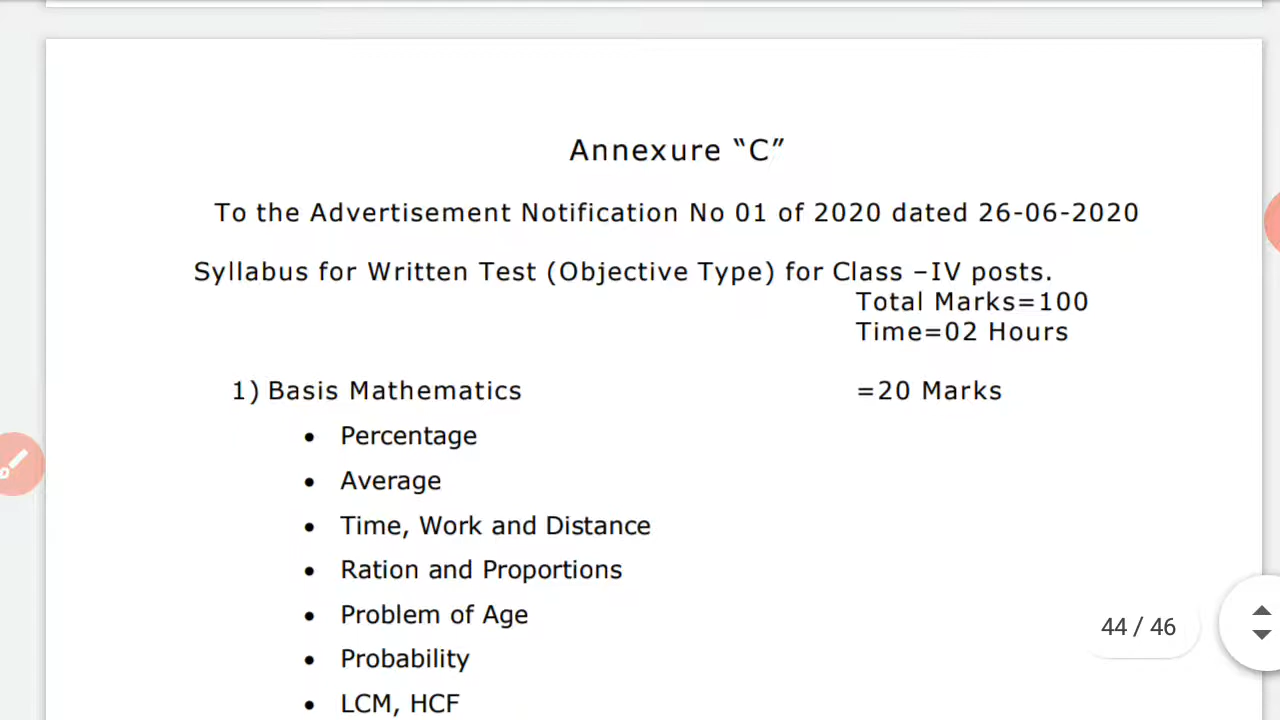 Annexure “C”
To the Advertisement Notification No 01 of 2020 dated 26-06-2020
Syllabus for Written Test (Objective Type) for Class –IV posts.
Total Marks=100
Time=02 Hours
1) Basis Mathematics =20 Marks
• Percentage
• Average
• Time, Work and Distance
• Ration and Proportions
• Problem of Age
• Probability
• LCM, HCF
44 / 46